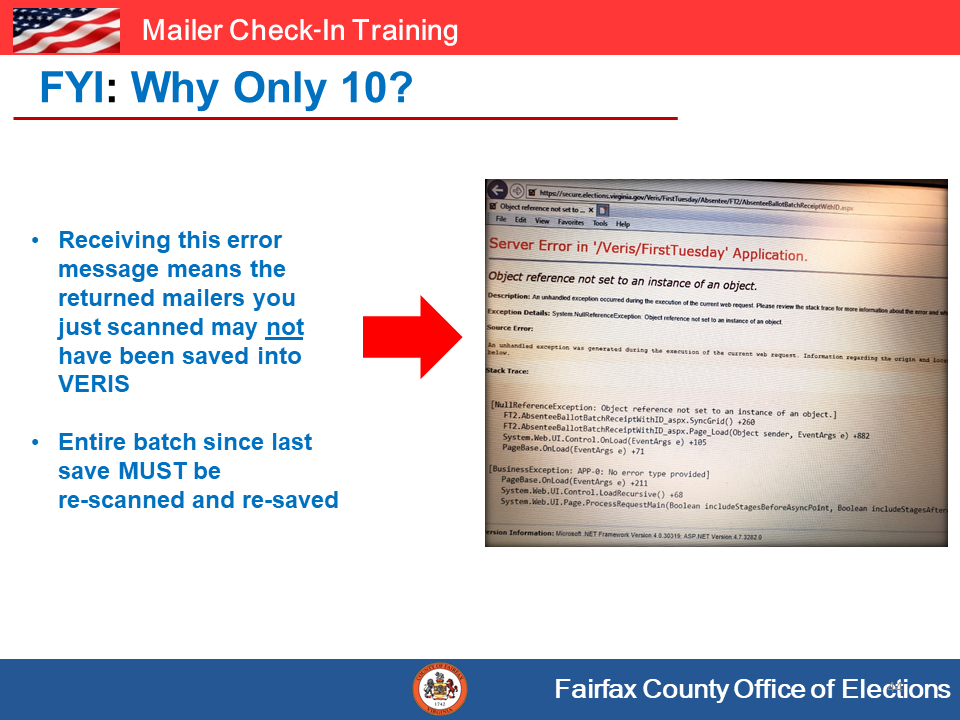 Mailer Check-In Training
FYI: Why Only 10?
• Receiving this error
message means the
returned mailers you
just scanned may not
have been saved into
VERIS
• Entire batch since last
save MUST be
re-scanned and re-saved
https://secure.elections.virginia.gov/Veris/FirstTuesday/Absentee/FT2/AbsenteeBallotBatchReceiptWithID.aspx
Object reference not set to ... x
File Edit View Favorites Tools Help
Server Error in '/Veris/FirstTuesday' Application.
Object reference not set to an instance of an object.
Description: An unhandled exception occurred during the execution of the current web request. Please review the stack trace for more information about the error and
Exception Details: System.NullReferenceException: Object reference not set to an instance of an object.
Source Error:
An unhandled exception was generated during the execution of the current web request. Information regarding the origin and
below.
Stack Trace:
[NullReferenceException: Object reference not set to an instance of an object.]
FT2.AbsenteeBallotBatchReceiptWithID_aspx.SyncGrid() +260
FT2.AbsenteeBallotBatchReceiptWithID_aspx.Page_Load(Object sender, EventArgs e) +882
System.Web.UI.Control.OnLoad(EventArgs e) +105
PageBase.OnLoad(EventArgs e) +71
[BusinessException: APP-0: No error type provided]
PageBase.OnLoad(EventArgs e) +211
System.Web.UI.Control.LoadRecursive() +68
System.Web.UI.Page.ProcessRequestMain(Boolean includeStagesBeforeAsyncPoint, Boolean
ersion Information: Microsoft .NET Framework Version:4.0.30319; ASP.NET Version:4.7.3282.0
COUNTY OF FAIRFAX
1742
VIRGINIA
Fairfax County Office of Elections